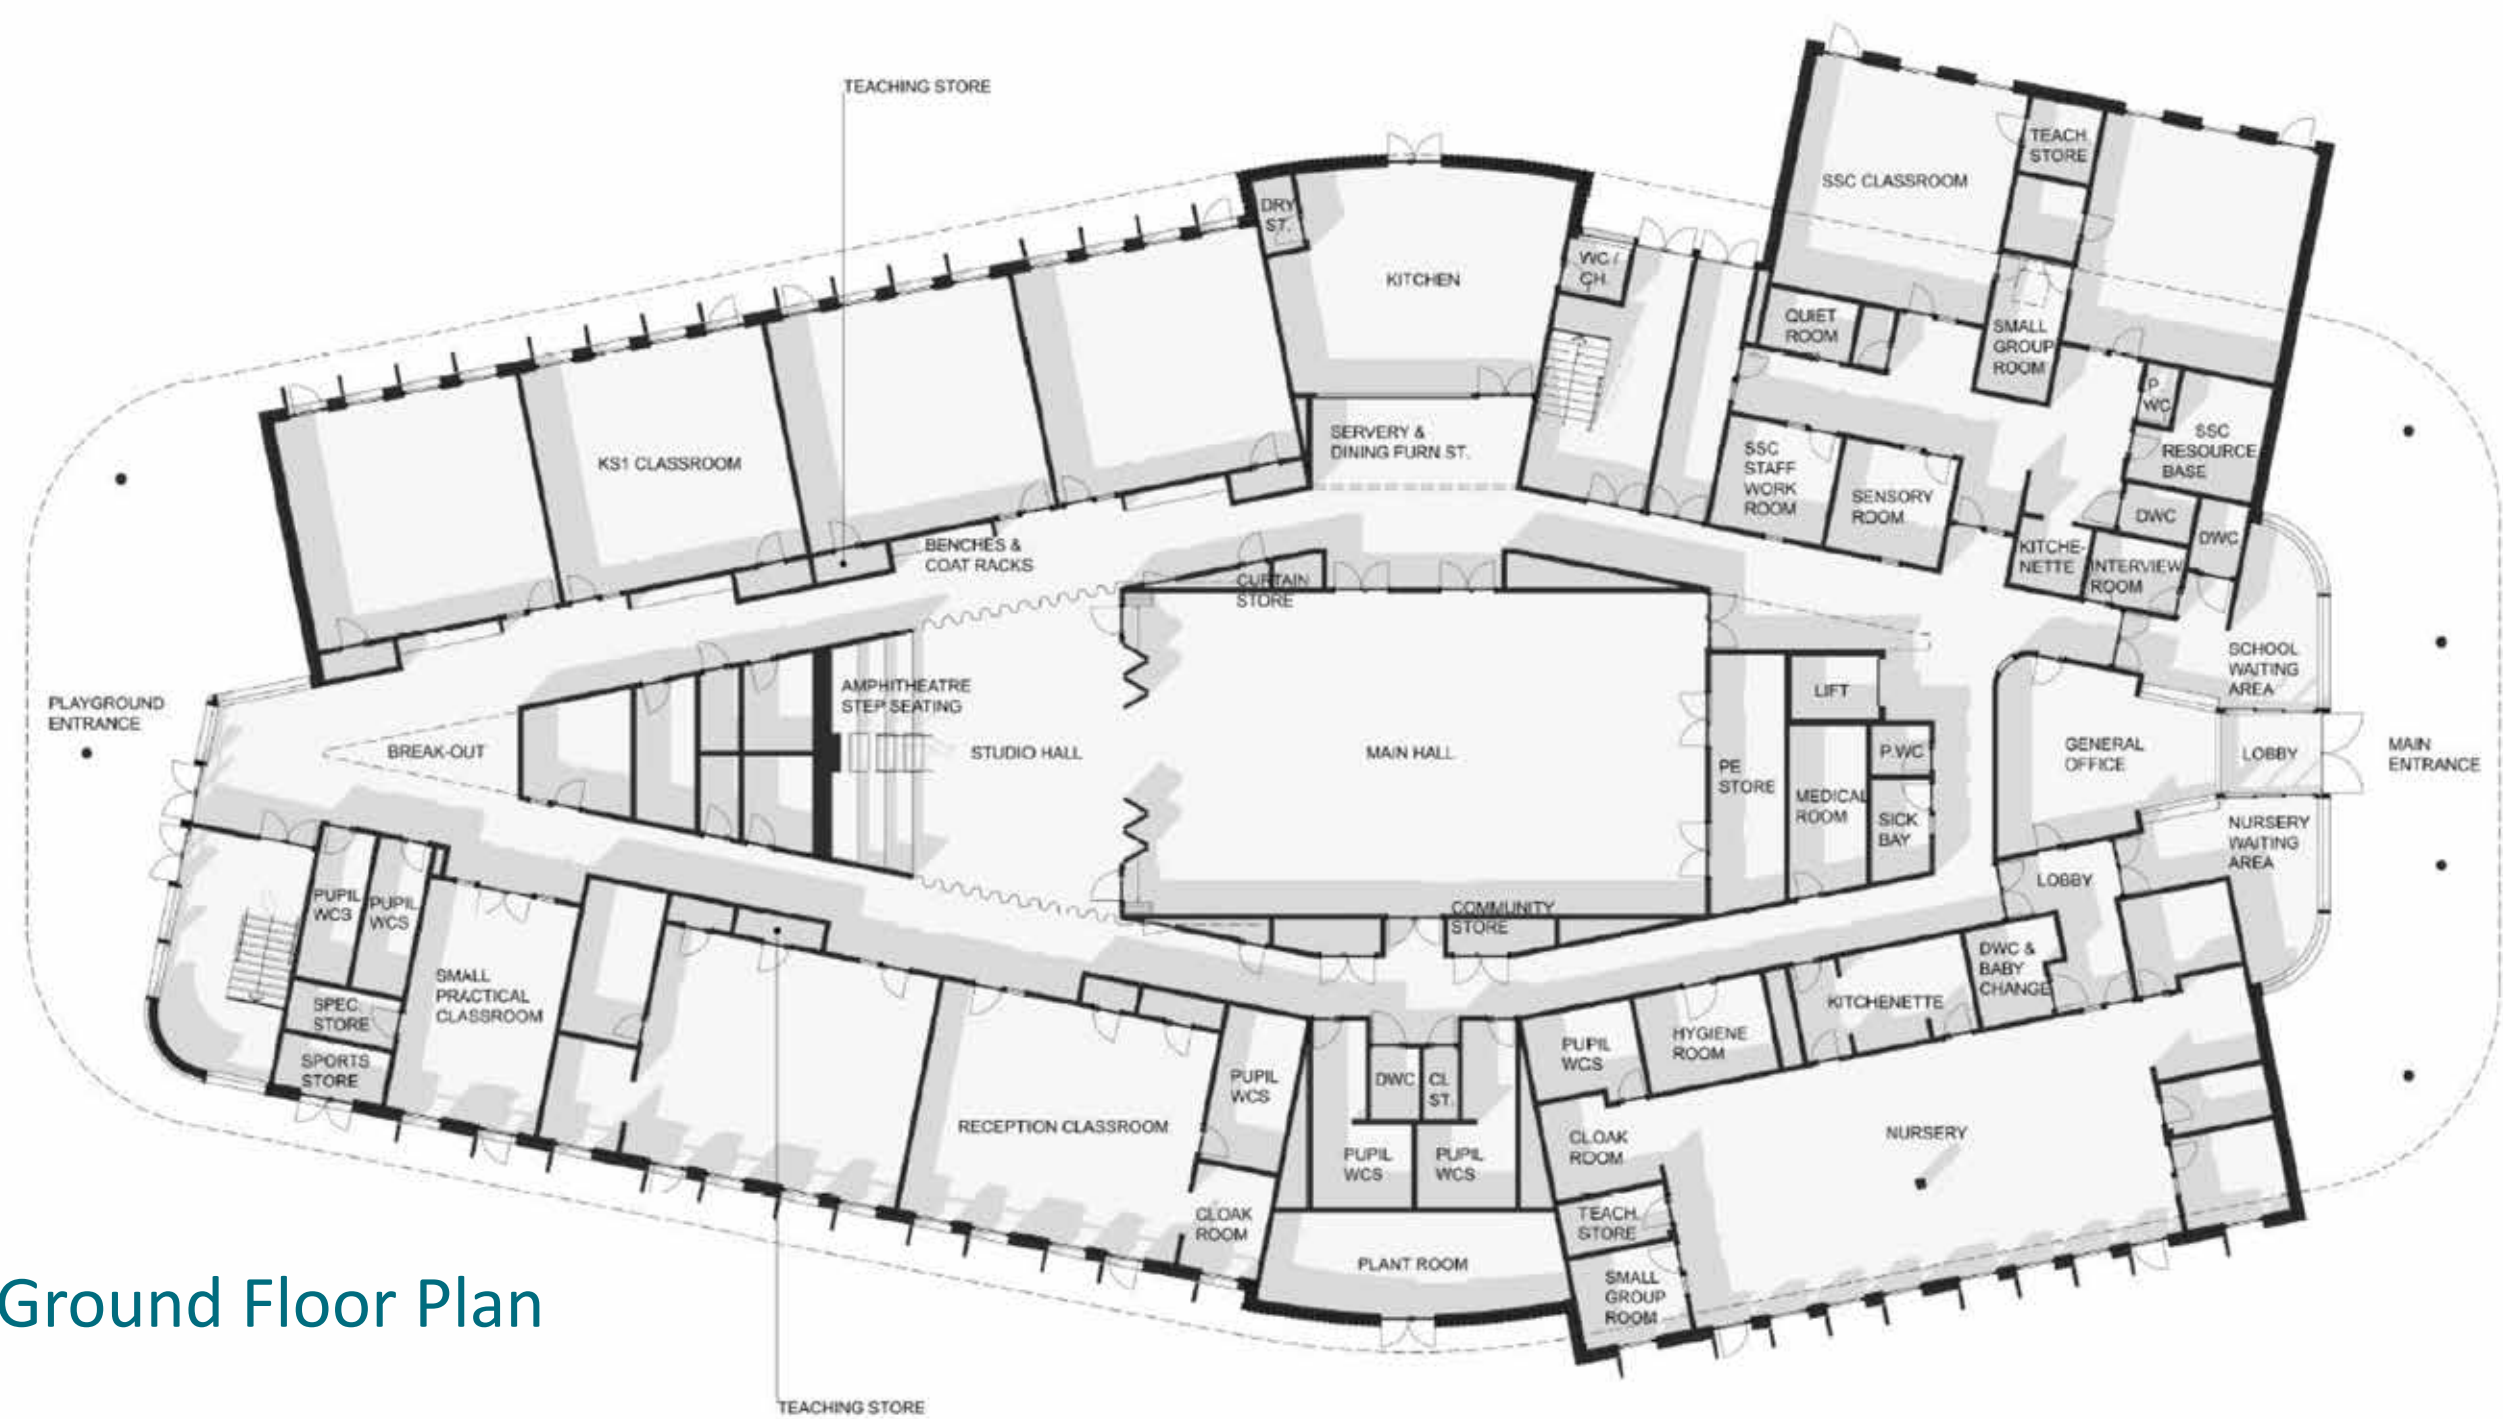 TEACHING STORE
TEACH.
STORE
SSC CLASSROOM
DRY
ST.
KITCHEN
WC /
CH.
QUIET
ROOM
SMALL
GROUP
ROOM
P.
WC
SSC
RESOURCE
BASE
SERVERY &
DINING FURN.ST.
SSC
STAFF
WORK
ROOM
SENSORY
ROOM
KS1 CLASSROOM
DWC
DWC
KITCHE-
NETTE
INTERVIEW
ROOM
BENCHES &
COAT RACKS
CURTAIN
STORE
SCHOOL
WAITING
AREA
PLAYGROUND
ENTRANCE
BREAK-OUT
AMPHITHEATRE
STEP SEATING
STUDIO HALL
MAIN HALL
PE
STORE
LIFT
P.WC
MEDICAL
ROOM
SICK
BAY
GENERAL
OFFICE
LOBBY
MAIN
ENTRANCE
NURSERY
WAITING
AREA
LOBBY
COMMUNITY
STORE
PUPIL
WCS
PUPIL
WCS
SPEC.
STORE
SPORTS
STORE
SMALL
PRACTICAL
CLASSROOM
DWC &
BABY
CHANGE
KITCHENETTE
HYGIENE
ROOM
PUPIL
WCS
PUPIL
WCS
DWC
CL.
ST.
RECEPTION CLASSROOM
PUPIL
WCS
PUPIL
WCS
CLOAK
ROOM
NURSERY
CLOAK
ROOM
TEACH.
STORE
PLANT ROOM
SMALL
GROUP
ROOM
Ground Floor Plan
TEACHING STORE